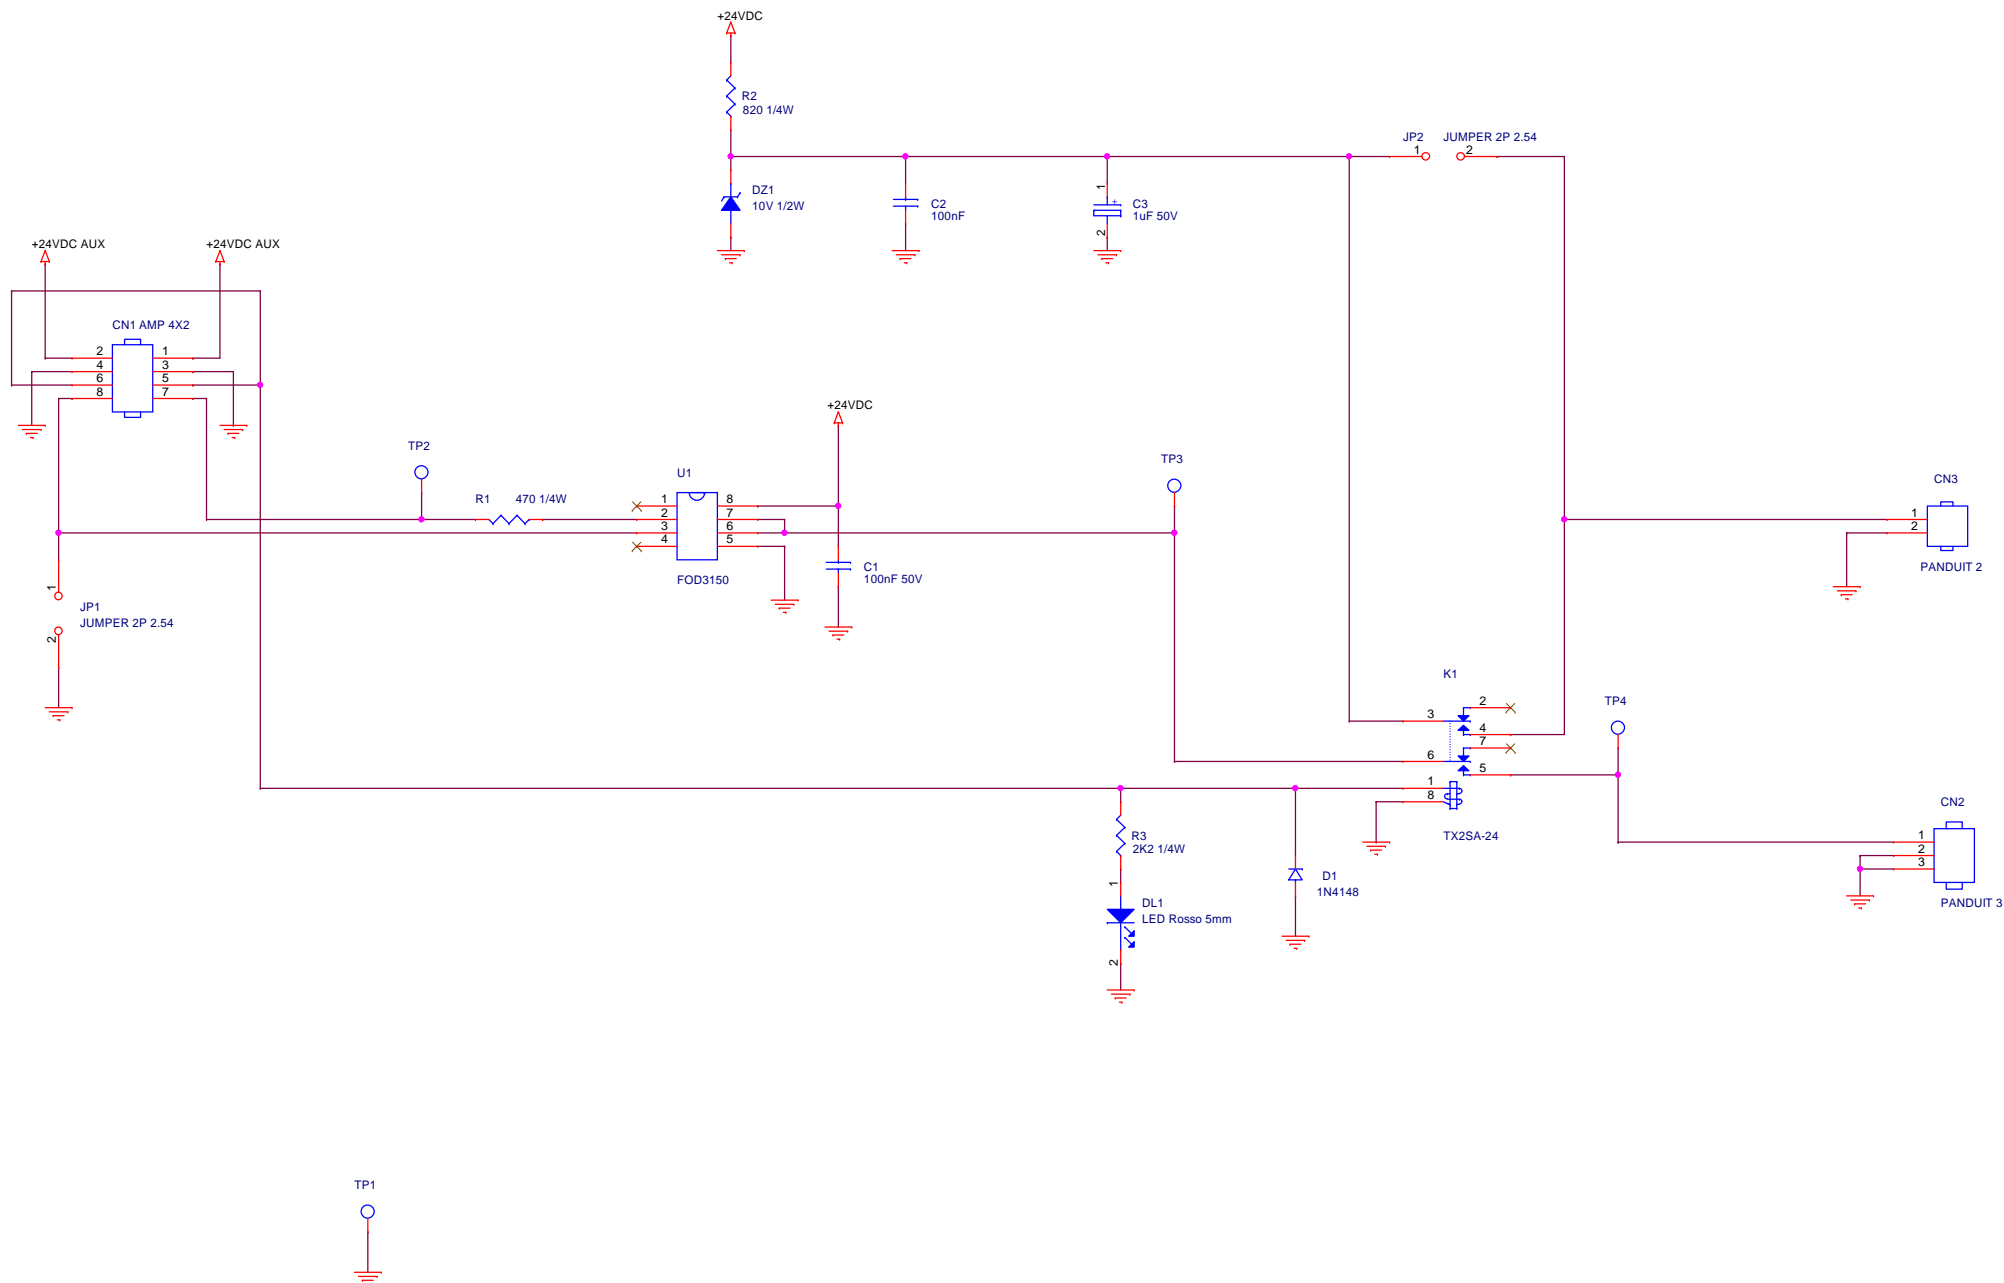 +24VDC
R2
820 1/4W
JP2 JUMPER 2P 2.54
1 2
DZ1
10V 1/2W
C2
100nF
1
+
C3
1uF 50V
2
+24VDC AUX
+24VDC AUX
CN1 AMP 4X2
2 1
4 3
6 5
8 7
+24VDC
TP2
TP3
U1
R1 470 1/4W
1 8
2 7
3 6
4 5
FOD3150
C1
100nF 50V
CN3
1
2
PANDUIT 2
1
JP1
JUMPER 2P 2.54
2
K1
2
3
4
7
6
5
1
8
TX2SA-24
TP4
CN2
1
2
3
PANDUIT 3
R3
2K2 1/4W
1
DL1
LED Rosso 5mm
2
D1
1N4148
TP1